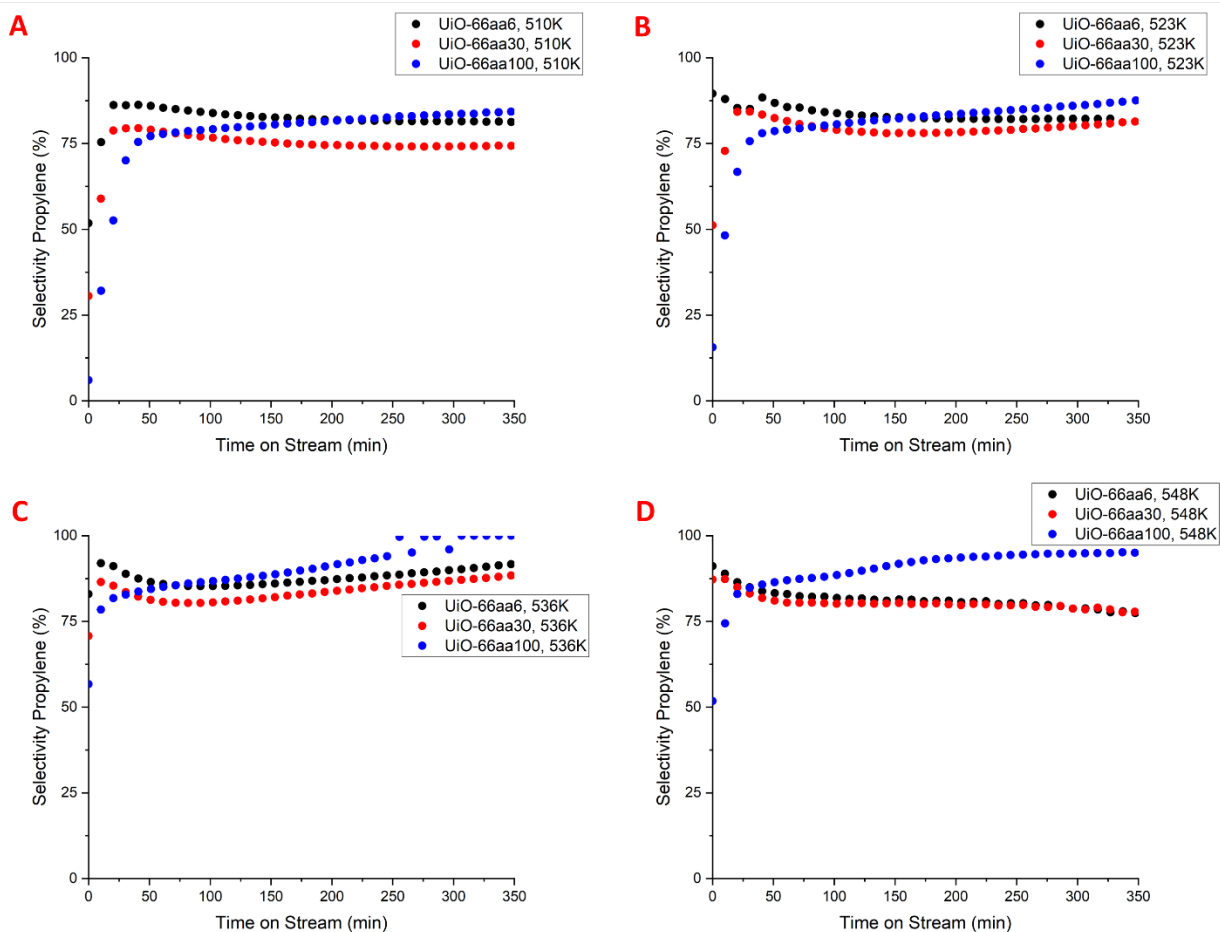 A
UiO-66aa6, 510K
UiO-66aa30, 510K
UiO-66aa100, 510K
100
75
50
25
0
Selectivity Propylene (%)
0 50 100 150 200 250 300 350
Time on Stream (min)
B
UiO-66aa6, 523K
UiO-66aa30, 523K
UiO-66aa100, 523K
100
75
50
25
0
Selectivity Propylene (%)
0 50 100 150 200 250 300 350
Time on Stream (min)
C
100
75
50
25
0
Selectivity Propylene (%)
UiO-66aa6, 536K
UiO-66aa30, 536K
UiO-66aa100, 536K
0 50 100 150 200 250 300 350
Time on Stream (min)
D
UiO-66aa6, 548K
UiO-66aa30, 548K
UiO-66aa100, 548K
100
75
50
25
0
Selectivity Propylene (%)
0 50 100 150 200 250 300 350
Time on Stream (min)